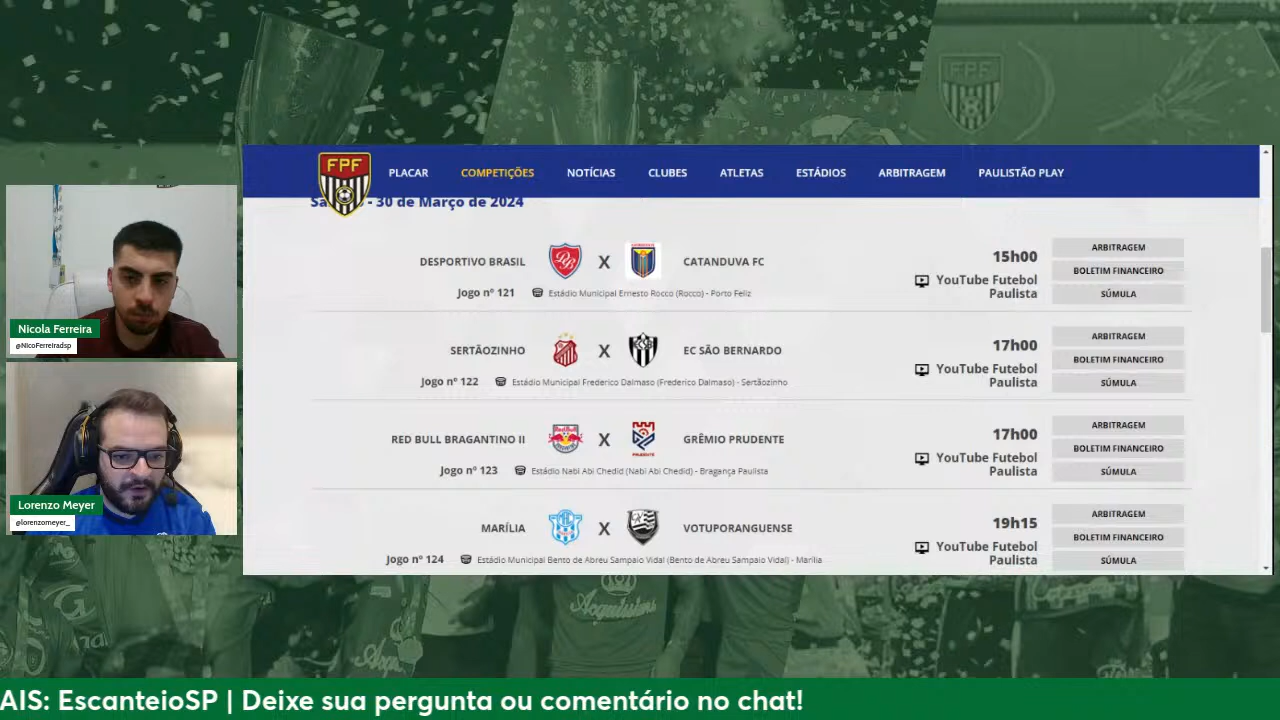 FPF
PLACAR
COMPETIÇÕES
NOTÍCIAS
CLUBES
ATLETAS
ESTÁDIOS
ARBITRAGEM
PAULISTÃO PLAY
- 30 de Março de 2024
DESPORTIVO BRASIL X CATANDUVA FC
15h00
Jogo nº 121
Estádio Municipal Ernesto Rocco (Rocco) - Porto Feliz
YouTube Futebol
Paulista
ARBITRAGEM
BOLETIM FINANCEIRO
SÚMULA
SERTÃOZINHO X EC SÃO BERNARDO
17h00
Jogo nº 122
Estádio Municipal Frederico Dalmaso (Frederico Dalmaso) - Sertãozinho
YouTube Futebol
Paulista
ARBITRAGEM
BOLETIM FINANCEIRO
SÚMULA
RED BULL BRAGANTINO II X GRÊMIO PRUDENTE
17h00
Jogo nº 123
Estádio Nabi Abi Chedid (Nabi Abi Chedid) - Bragança Paulista
YouTube Futebol
Paulista
ARBITRAGEM
BOLETIM FINANCEIRO
SÚMULA
MARÍLIA X VOTUPORANGUENSE
19h15
Jogo nº 124
Estádio Municipal Bento de Abreu Sampaio Vidal (Bento de Abreu Sampaio Vidal) - Marília
YouTube Futebol
Paulista
ARBITRAGEM
BOLETIM FINANCEIRO
SÚMULA
Nicola Ferreira
@NicoFerreiradsp
Lorenzo Meyer
@lorenzomeyer_
FPF
AIS: EscanteioSP | Deixe sua pergunta ou comentário no chat!